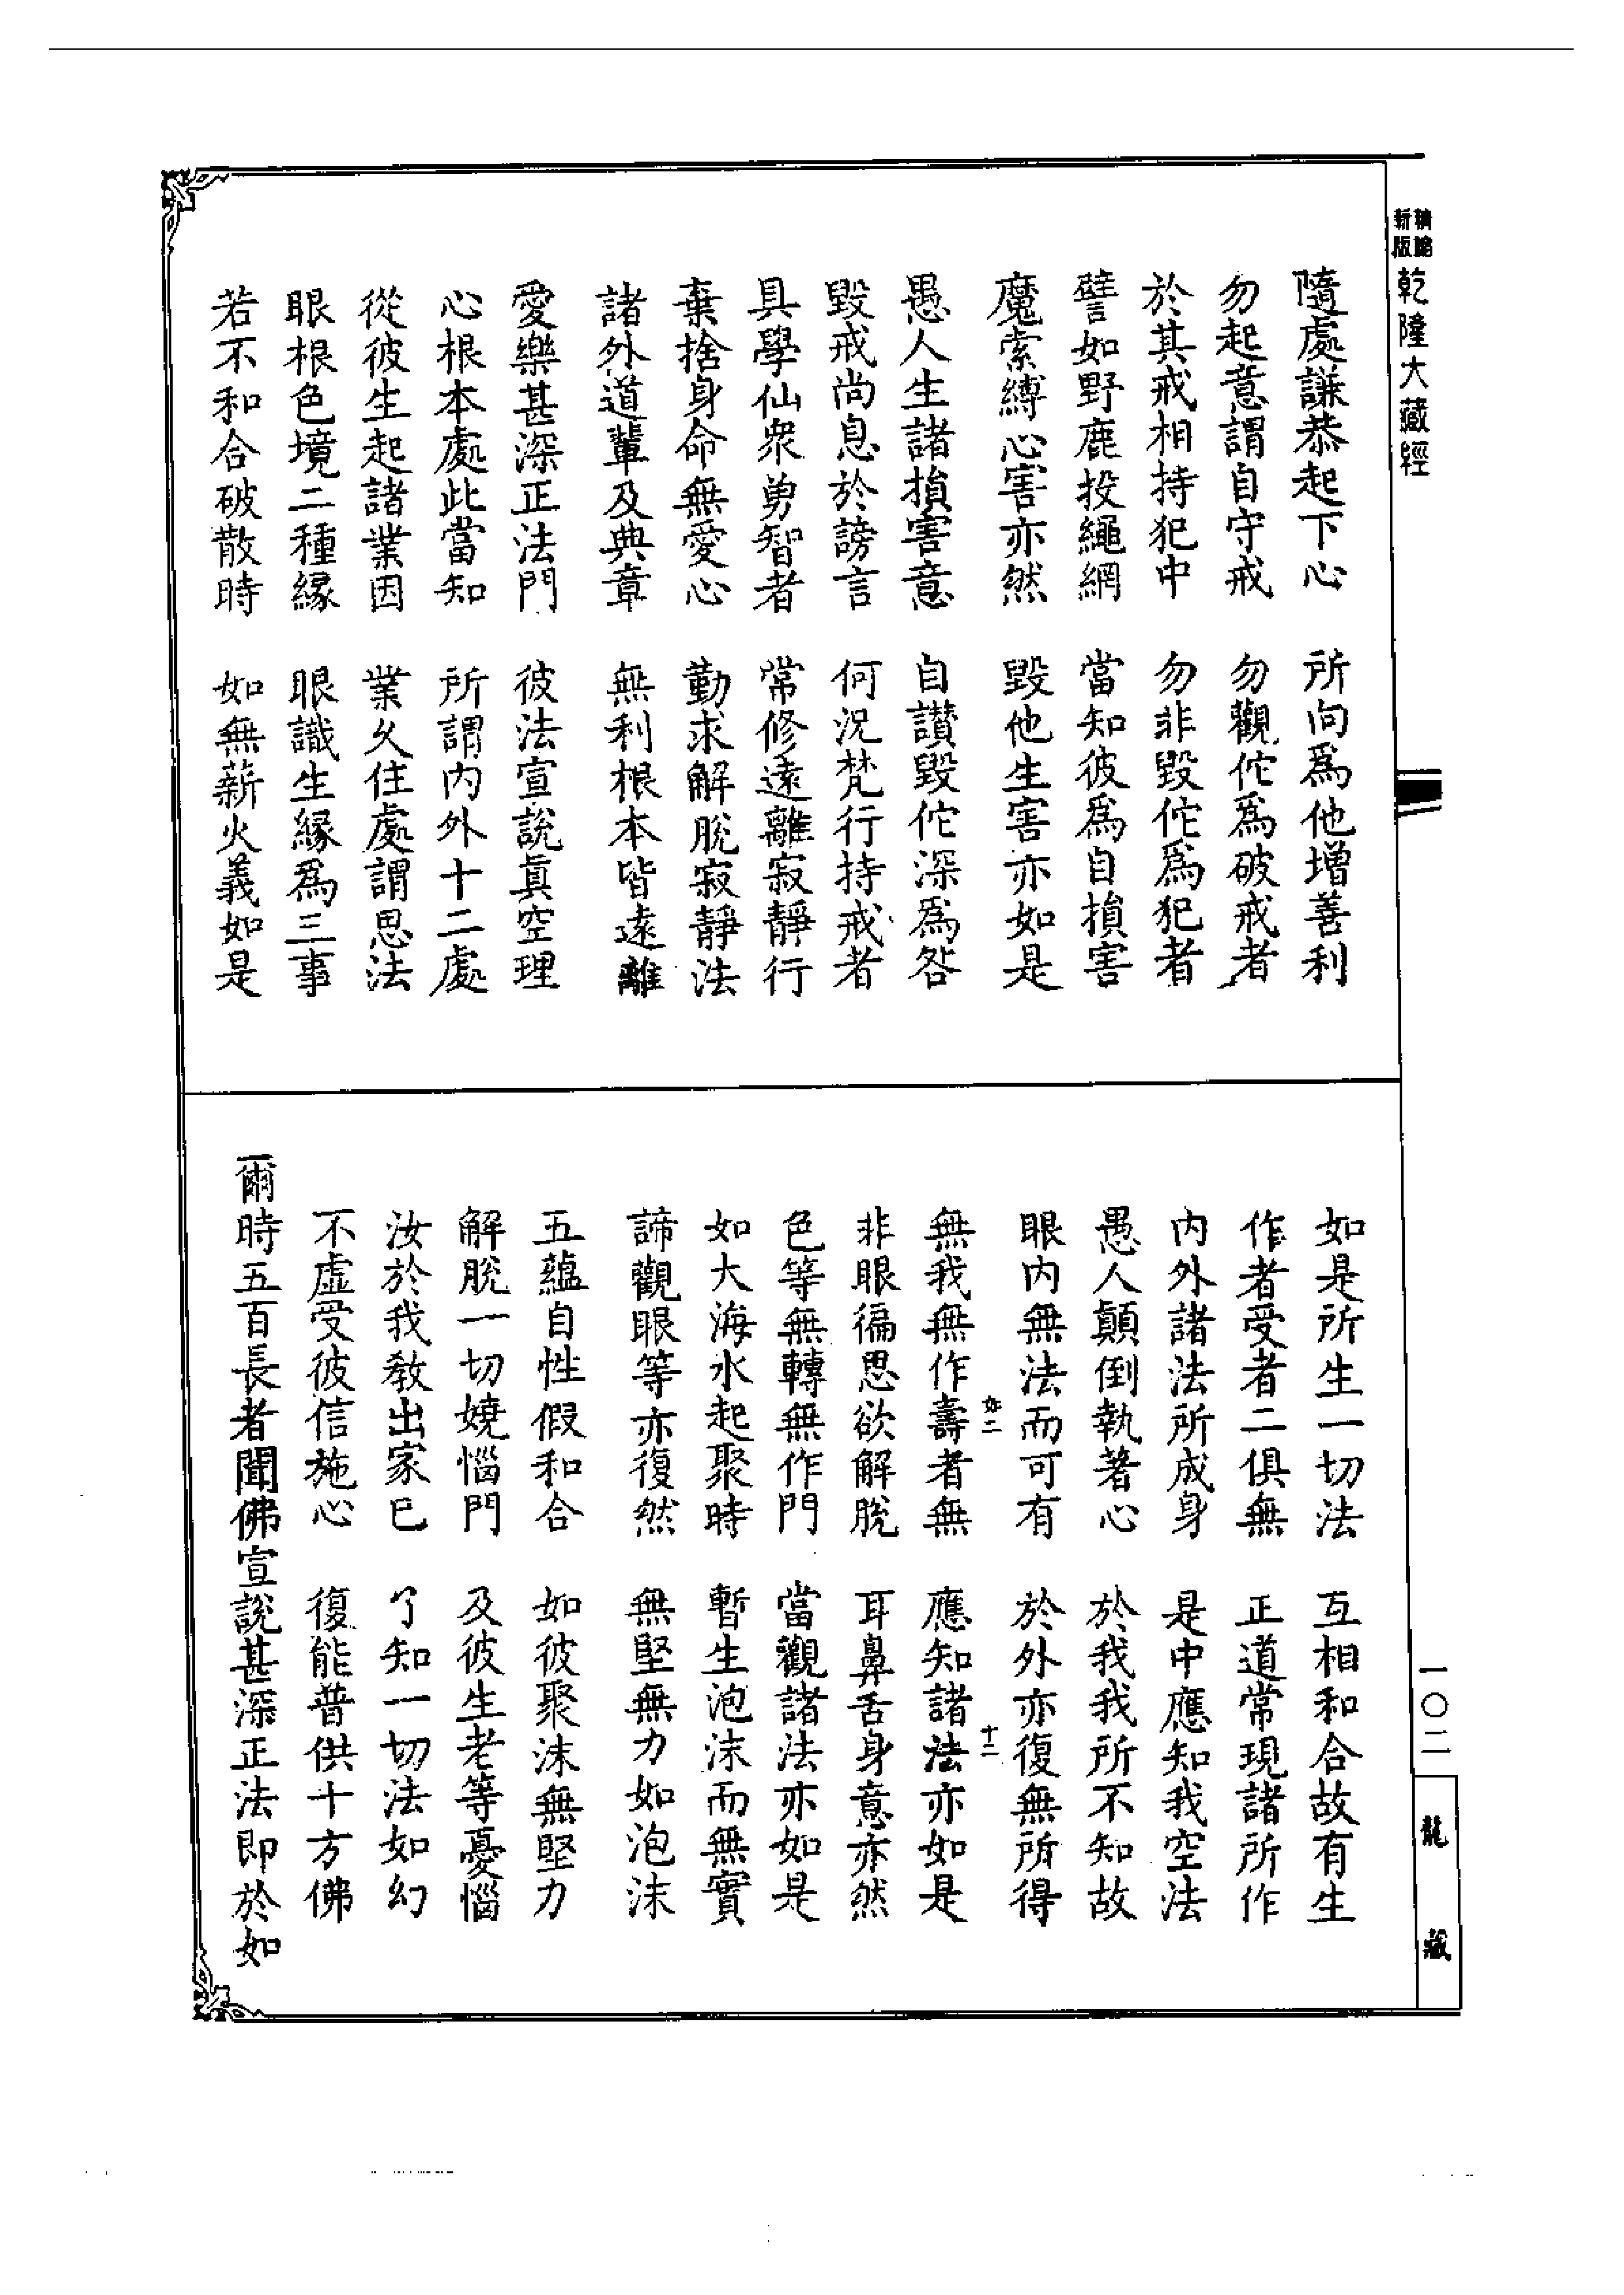 新編
新版
乾隆大藏經
隨處謙恭起下心 所向爲他增善利
勿起意謂自守戒 勿觀佗爲破戒者
於其戒相持犯中 勿非毀佗爲犯者
譬如野鹿投繩網 當知彼爲自損害
魔索縛心害亦然 毀他生害亦如是
愚人生諸損害意 自讚毀佗深爲咎
毀戒尚息於謗言 何況梵行持戒者
具學仙衆勇智者 常修遠離寂靜行
棄捨身命無愛心 勤求解脫寂靜法
諸外道輩及典章 無利根本皆遠離
愛樂甚深正法門 彼法宣說眞空理
心根本處此當知 所謂內外十二處
從彼生起諸業因 業久住處謂思法
眼根色境二種緣 眼識生緣爲三事
若不和合破散時 如無薪火義如是
如是所生一切法 互相和合故有生
作者受者二俱無 正道常現諸所作
內外諸法所成身 是中應知我空法
愚人顛倒執著心 於我我所不知故
眼內無法而可有 於外亦復無所得
無我無作壽者無 應知諸法亦如是
非眼徧思欲解脫 耳鼻舌身意亦然
色等無轉無作門 當觀諸法亦如是
如大海水起聚時 暫生泡沫而無實
諦觀眼等亦復然 無堅無力如泡沫
五蘊自性假和合 如彼聚沫無堅力
解脫一切嬈惱門 及彼生老等憂惱
汝於我教出家已 了知一切法如幻
不虛受彼信施心 復能普供十方佛
爾時五百長者聞佛宣說甚深正法即於如
十二
一〇二
龍藏